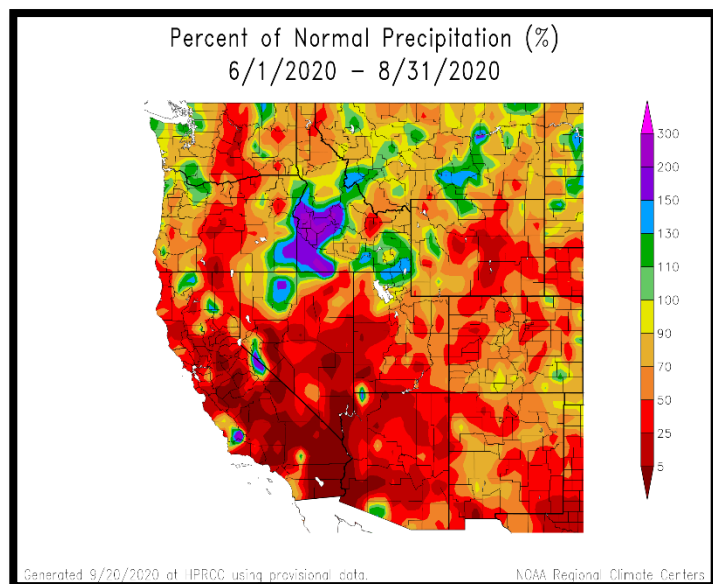 Percent of Normal Precipitation (%)
6/1/2020 – 8/31/2020
300
200
150
130
110
100
90
70
50
25
5
Generated 9/20/2020 at HPRCC using provisional data.
NOAA Regional Climate Centers